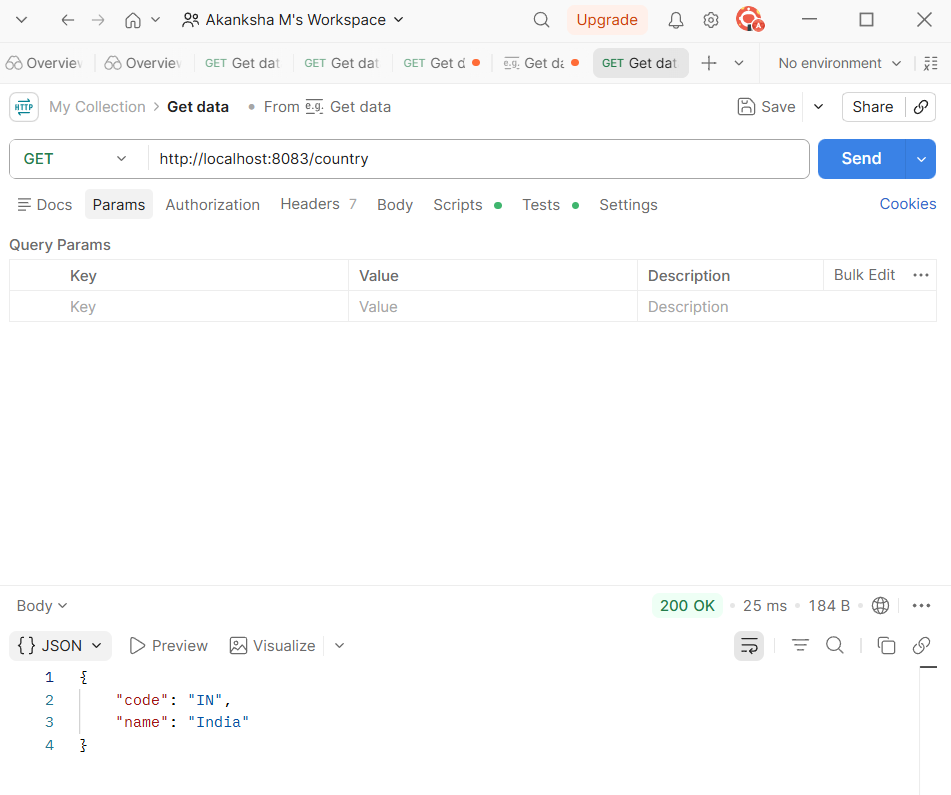 Akanksha M's Workspace Upgrade
Overview Overview GET Get dat GET Get dat GET Get d e.g. Get da GET Get dat No environment
HTTP My Collection > Get data • From e.g. Get data Save Share
GET http://localhost:8083/country Send
Docs Params Authorization Headers 7 Body Scripts Tests Settings Cookies
Query Params
Key Value Description Bulk Edit
Key Value Description
Body 200 OK • 25 ms • 184 B
{} JSON Preview Visualize
1 {
2 "code": "IN",
3 "name": "India"
4 }